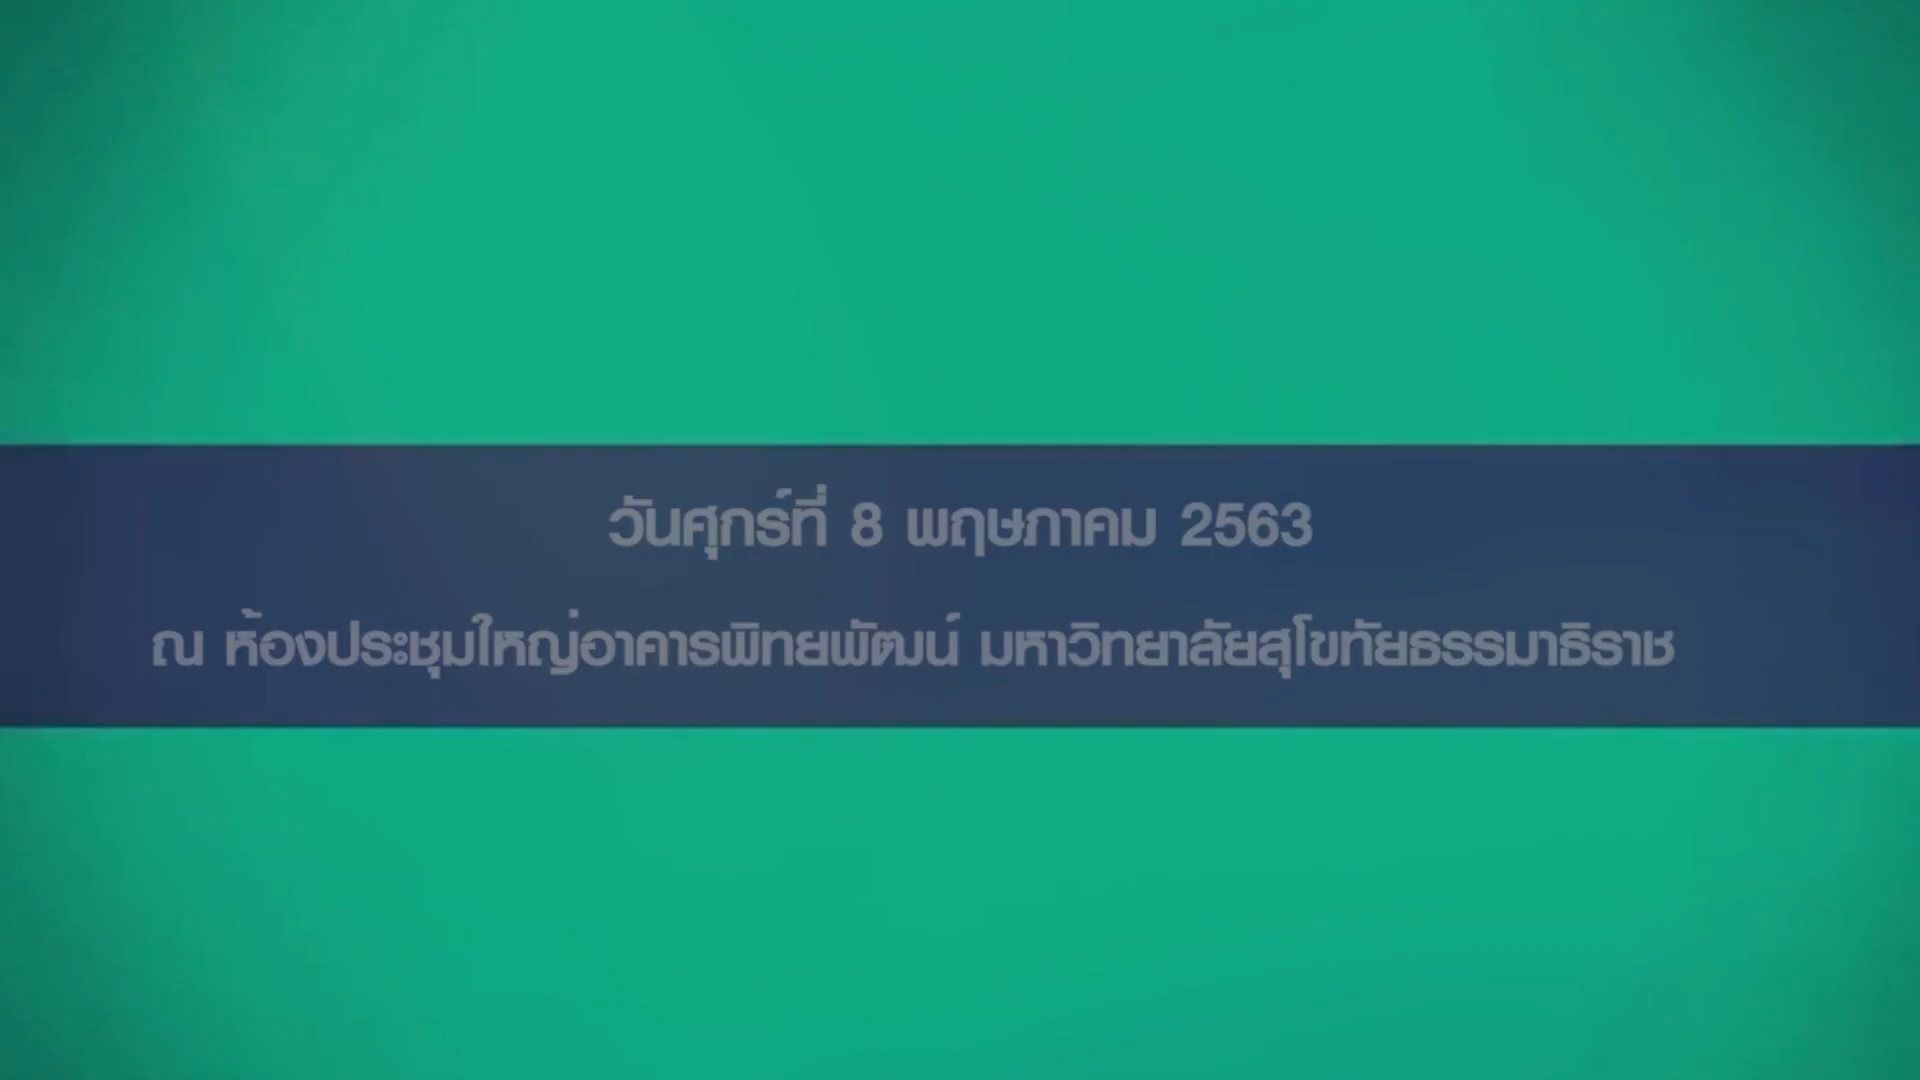 วันศุกร์ที่ 8 พฤษภาคม 2563
ณ ห้องประชุมใหญ่อาคารพิทยพัฒน์ มหาวิทยาลัยสุโขทัยธรรมาธิราช